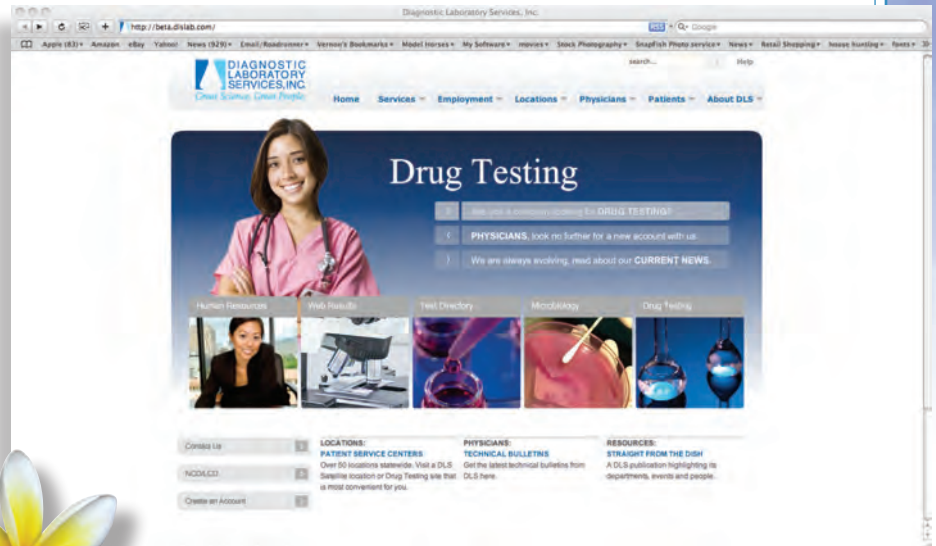 Diagnostic Laboratory Services, Inc.
http://beta.dlslab.com/
RSS
Q- Google
Apple (83) Amazon eBay Yahoo! News (929) Email/Roadrunner Vernon's Bookmarks Model Horses My Software movies Stock Photography Snapfish Photo service News Retail Shopping house hunting fonts
DIAGNOSTIC
LABORATORY
SERVICES,INC.
Great Science. Great People.
search...
Help
Home Services Employment Locations Physicians Patients About DLS
Drug Testing
DRUG TESTING?
PHYSICIANS, look no further for a new account with us.
We are always evolving, read about our CURRENT NEWS.
Human Resources Web Results Test Directory Microbiology Drug Testing
Contact Us
Create an Account
LOCATIONS:
PATIENT SERVICE CENTERS
Over 50 locations statewide. Visit a DLS
Satellite location or Drug Testing site that
is most convenient for you.
PHYSICIANS:
TECHNICAL BULLETINS
Get the latest technical bulletins from
DLS here.
RESOURCES:
STRAIGHT FROM THE DISH
A DLS publication highlighting its
departments, events and people.